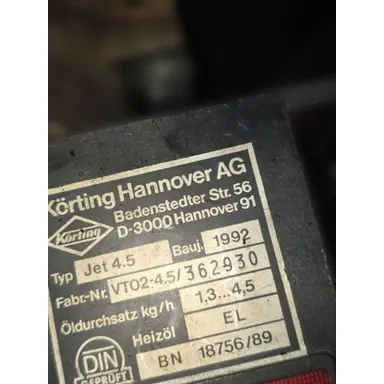 Körting Hannover AG
Körting
Badenstedter Str. 56
D-3000 Hannover 91
Typ Jet 4.5 Bauj. 1992
Fabr.-Nr. VT02-4.5/362930
Öldurchsatz kg/h 1,3...4,5
Heizöl EL
DIN GEPRÜFT BN 18756/89